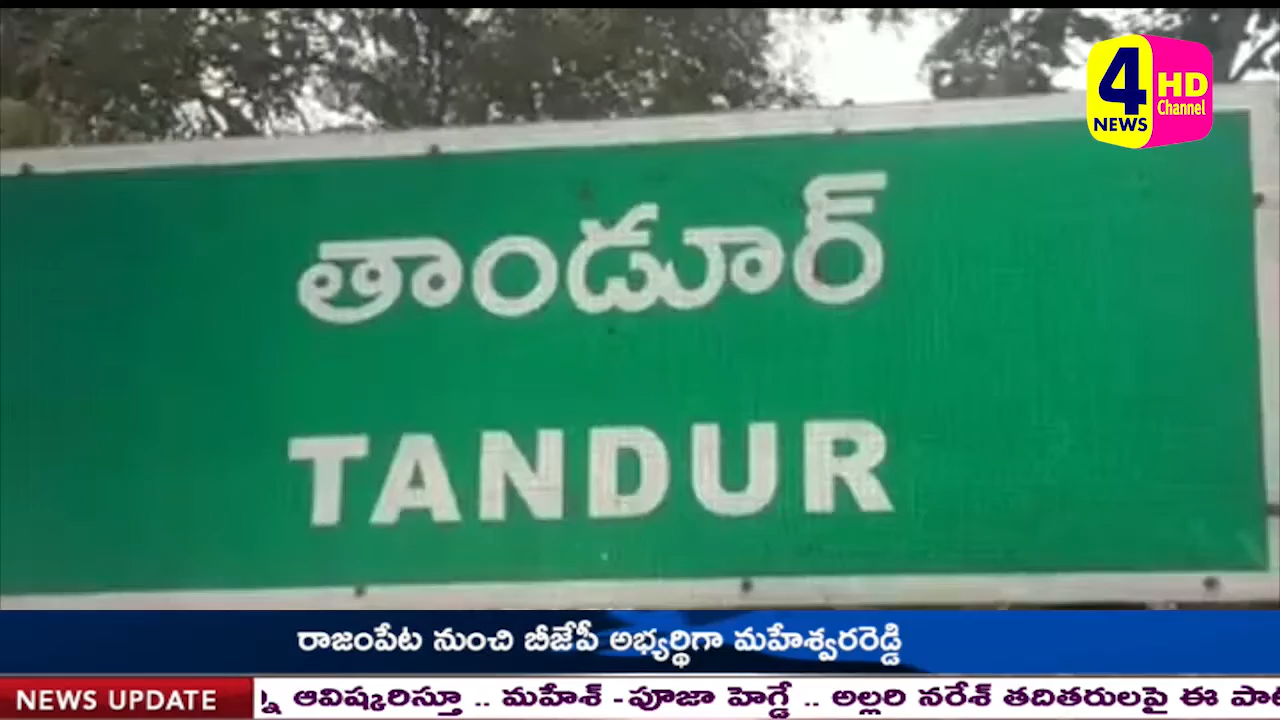 4 HD
NEWS Channel
తాండూర్
TANDUR
రాజంపేట నుంచి బీజేపీ అభ్యర్థిగా మహేశ్వరరెడ్డి
NEWS UPDATE ఆవిష్కరిస్తూ .. మహేశ్ -పూజా హెగ్డే .. అల్లరి నరేశ్ తదితరులపై ఈ